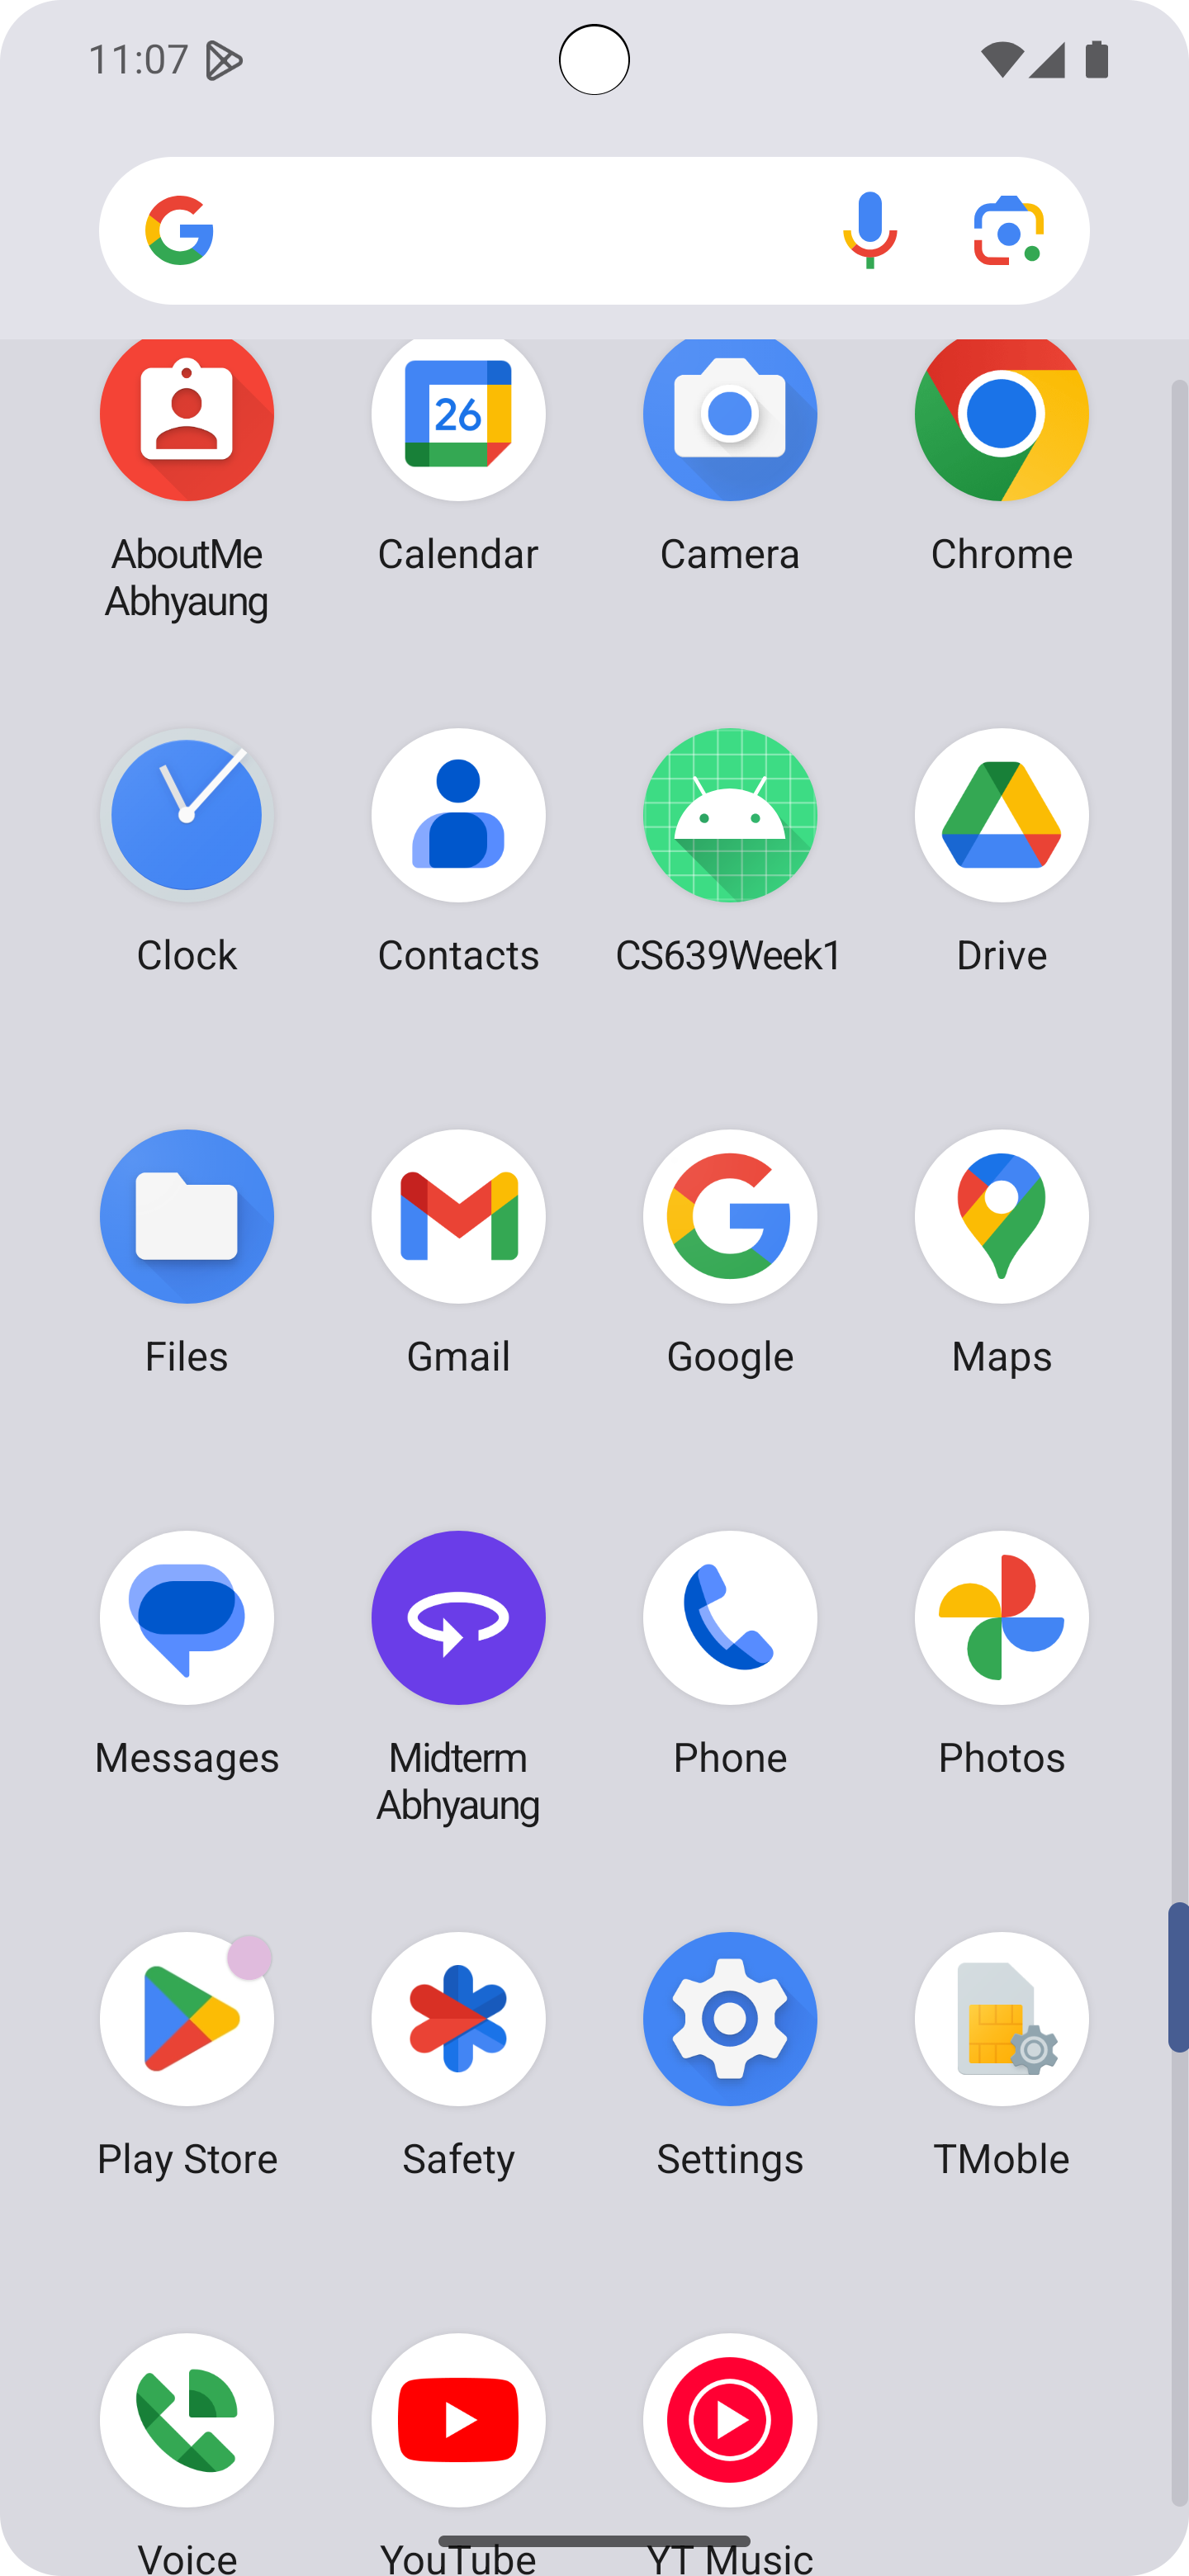 11:07
26
AboutMe Abhyaung
Calendar
Camera
Chrome
Clock
Contacts
CS639Week1
Drive
Files
Gmail
Google
Maps
Messages
Midterm Abhyaung
Phone
Photos
Play Store
Safety
Settings
TMoble
Voice
YouTube
YT Music